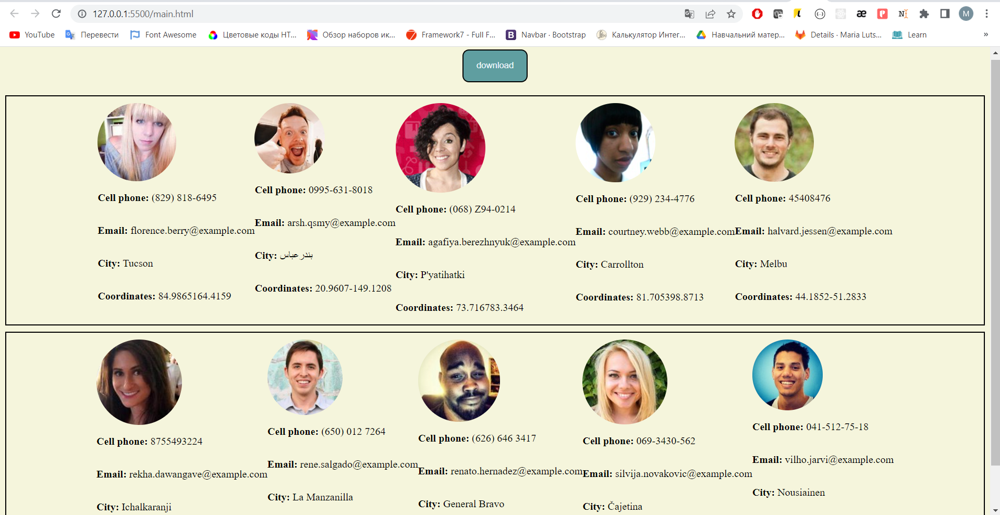 127.0.0.1:5500/main.html
M
YouTube
Перевести
Font Awesome
Цветовые коды HT...
Обзор наборов ик...
Framework7 - Full F...
Navbar · Bootstrap
Калькулятор Интег...
Навчальний матер...
Details · Maria Luts...
Learn
»
download
Cell phone: (829) 818-6495
Email: florence.berry@example.com
City: Tucson
Coordinates: 84.9865164.4159
Cell phone: 0995-631-8018
Email: arsh.qsmy@example.com
City: بندرعباس
Coordinates: 20.9607-149.1208
Cell phone: (068) Z94-0214
Email: agafiya.berezhnyuk@example.com
City: P'yatihatki
Coordinates: 73.716783.3464
Cell phone: (929) 234-4776
Email: courtney.webb@example.com
City: Carrollton
Coordinates: 81.705398.8713
Cell phone: 45408476
Email: halvard.jessen@example.com
City: Melbu
Coordinates: 44.1852-51.2833
Cell phone: 8755493224
Email: rekha.dawangave@example.com
City: Ichalkaranji
Cell phone: (650) 012 7264
Email: rene.salgado@example.com
City: La Manzanilla
Cell phone: (626) 646 3417
Email: renato.hernadez@example.com
City: General Bravo
Cell phone: 069-3430-562
Email: silvija.novakovic@example.com
City: Čajetina
Cell phone: 041-512-75-18
Email: vilho.jarvi@example.com
City: Nousiainen